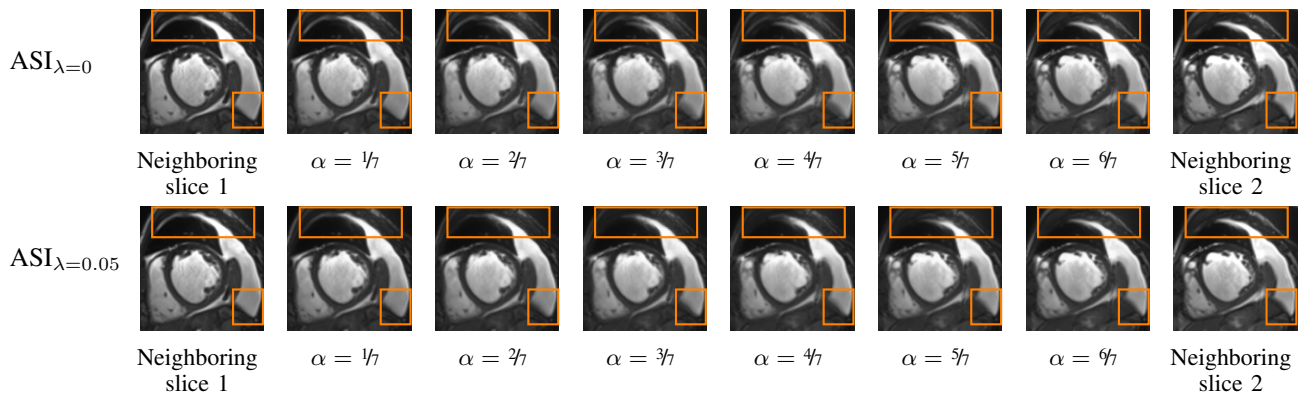 ASI λ=0
Neighboring slice 1
α = 1/7
α = 2/7
α = 3/7
α = 4/7
α = 5/7
α = 6/7
Neighboring slice 2
ASI λ=0.05
Neighboring slice 1
α = 1/7
α = 2/7
α = 3/7
α = 4/7
α = 5/7
α = 6/7
Neighboring slice 2